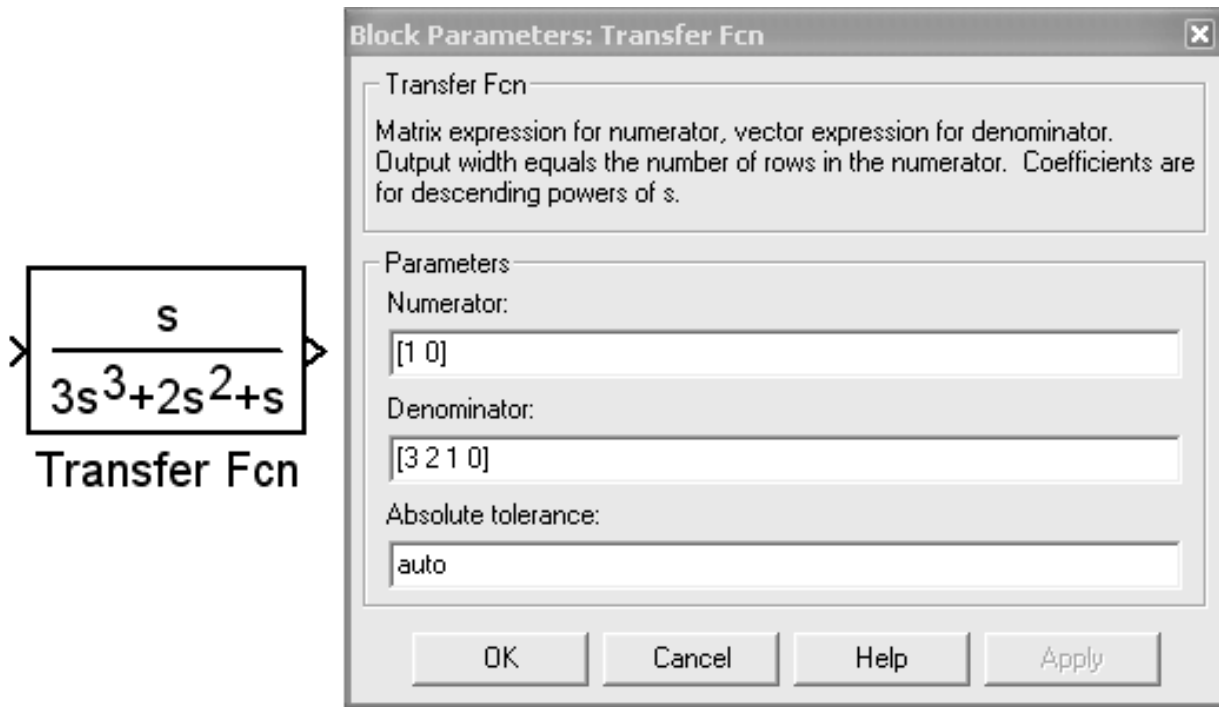 Block Parameters: Transfer Fcn
Transfer Fcn
Matrix expression for numerator, vector expression for denominator.
Output width equals the number of rows in the numerator.  Coefficients are
for descending powers of s.
Parameters
Numerator:
[1 0]
Denominator:
[3 2 1 0]
Absolute tolerance:
auto
OK Cancel Help Apply
s
3s³+2s²+s
Transfer Fcn